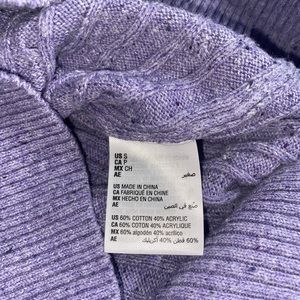 US S
CA P
MX CH
AE صغير
US MADE IN CHINA
CA FABRIQUÉ EN CHINE
MX HECHO EN CHINA
AE صنع في الصين
US 60% COTTON 40% ACRYLIC
CA 60% COTON 40% ACRYLIQUE
MX 60% algodón 40% acrílico
AE 60% قطن 40% أكريليك